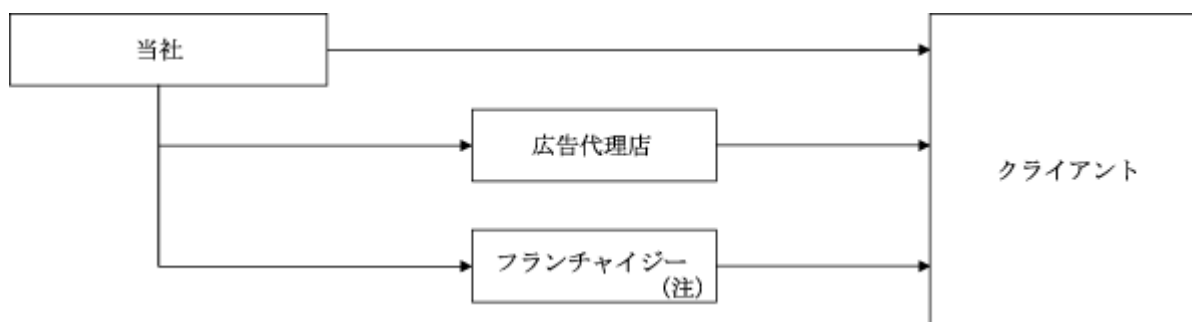 当社
広告代理店
クライアント
フランチャイジー
(注)